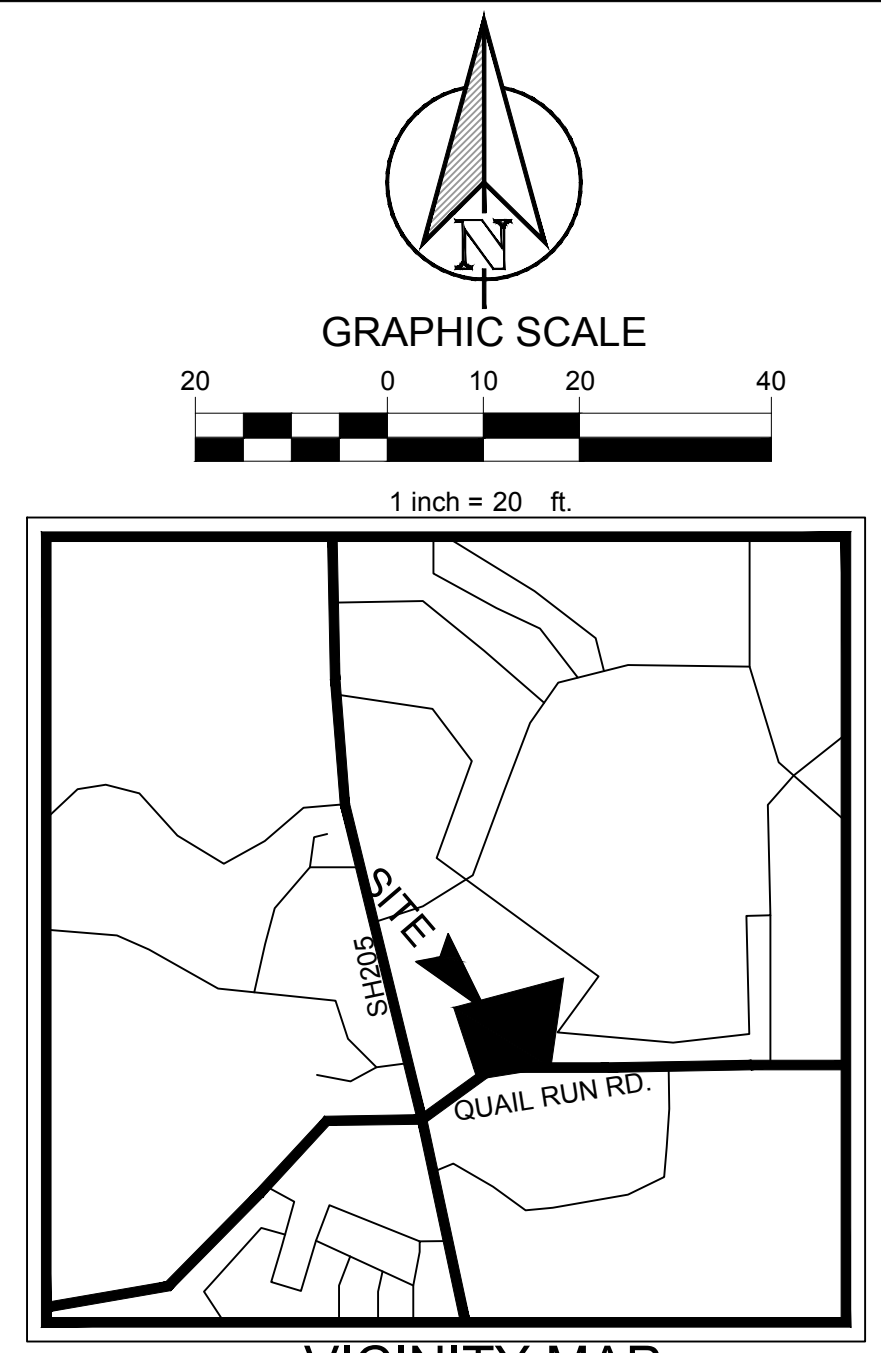 N
GRAPHIC SCALE
20 0 10 20 40
1 inch = 20 ft.
SITE
SH205
QUAIL RUN RD.
VICINITY MAP